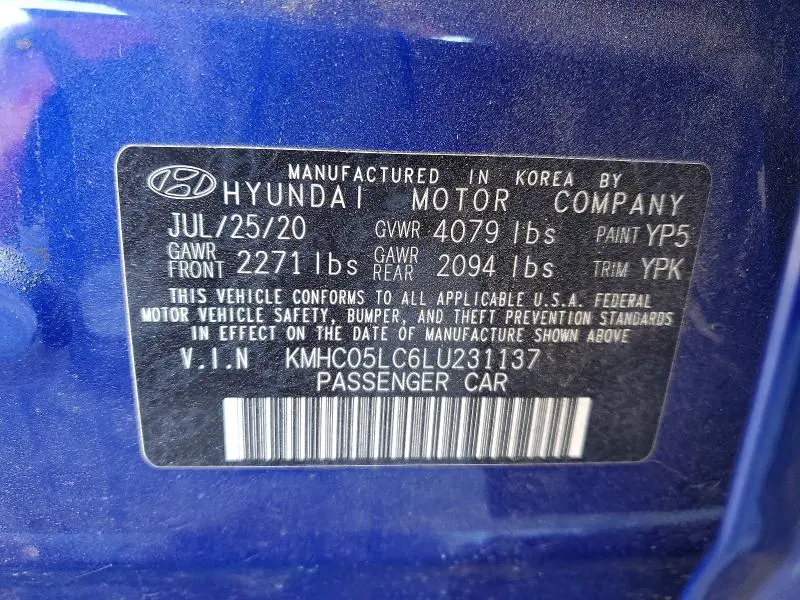 MANUFACTURED IN KOREA BY
HYUNDAI MOTOR COMPANY
JUL/25/20 GVWR 4079 lbs PAINT YP5
GAWR FRONT 2271 lbs GAWR REAR 2094 lbs TRIM YPK
THIS VEHICLE CONFORMS TO ALL APPLICABLE U.S.A. FEDERAL
MOTOR VEHICLE SAFETY, BUMPER, AND THEFT PREVENTION STANDARDS
IN EFFECT ON THE DATE OF MANUFACTURE SHOWN ABOVE
V.I.N KMHC05LC6LU231137
PASSENGER CAR